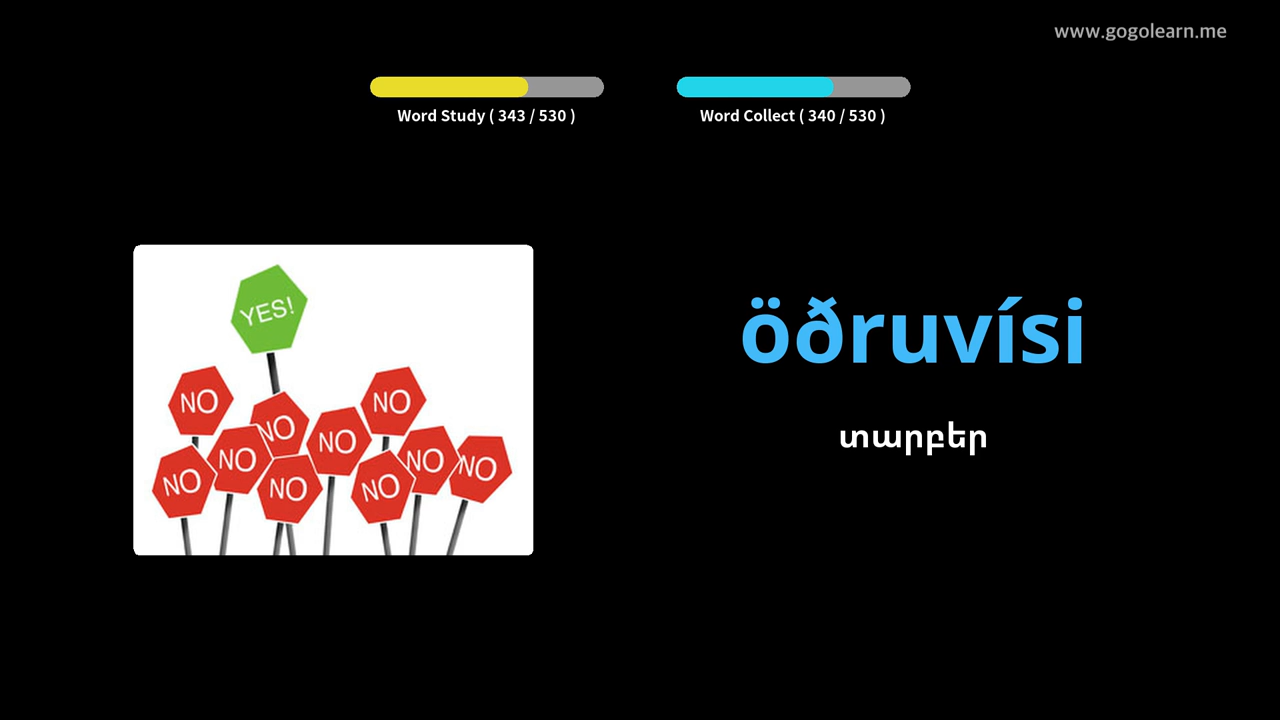 www.gogolearn.me
Word Study ( 343 / 530 )
Word Collect ( 340 / 530 )
YES!
NO
NO
NO
NO
NO
NO
NO
NO
NO
NO
öðruvísi
տարբեր